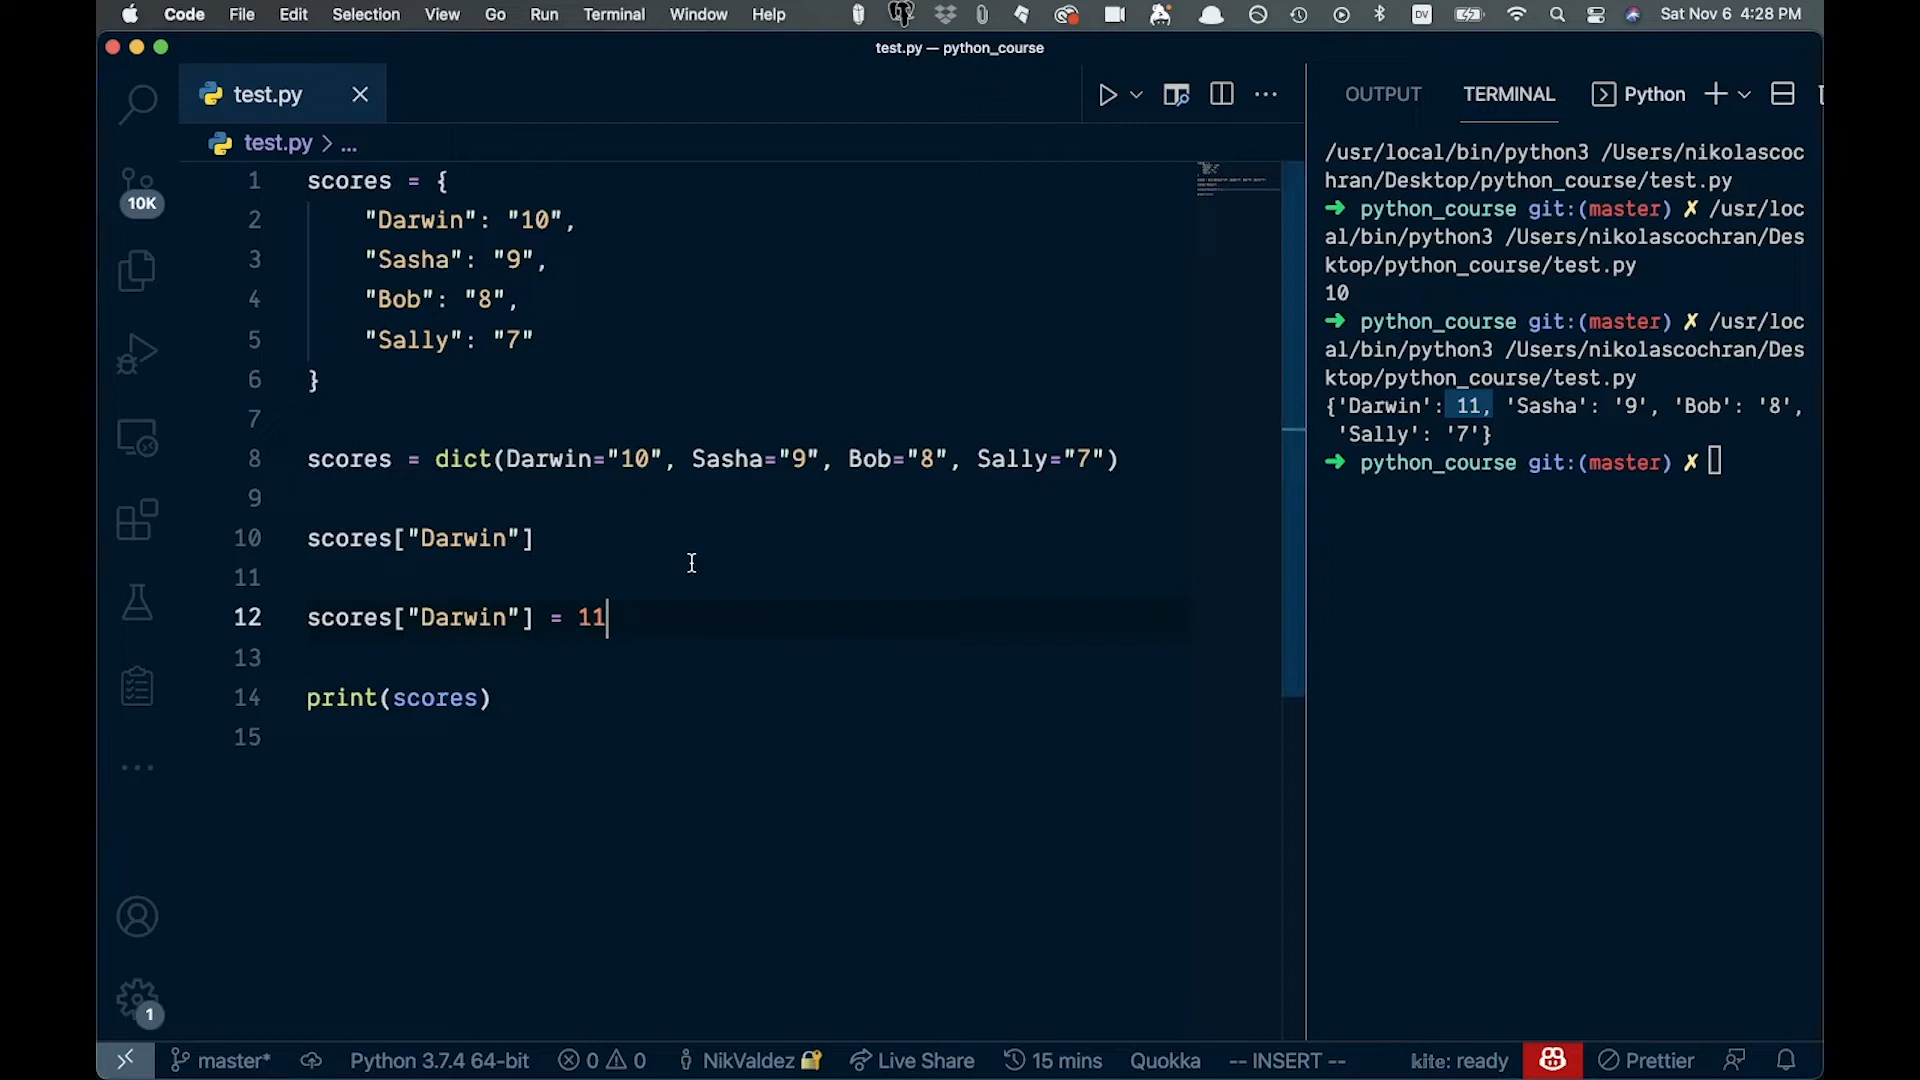 Code File Edit Selection View Go Run Terminal Window Help DV Sat Nov 6 4:28 PM
test.py — python_course
test.py
OUTPUT TERMINAL Python
test.py > ...
10K
1 scores = {
2 "Darwin": "10",
3 "Sasha": "9",
4 "Bob": "8",
5 "Sally": "7"
6 }
7
8 scores = dict(Darwin="10", Sasha="9", Bob="8", Sally="7")
9
10 scores["Darwin"]
11
12 scores["Darwin"] = 11
13
14 print(scores)
15
/usr/local/bin/python3 /Users/nikolascoc
hran/Desktop/python_course/test.py
➜ python_course git:(master) ✗ /usr/loc
al/bin/python3 /Users/nikolascochran/Des
ktop/python_course/test.py
10
➜ python_course git:(master) ✗ /usr/loc
al/bin/python3 /Users/nikolascochran/Des
ktop/python_course/test.py
{'Darwin': 11, 'Sasha': '9', 'Bob': '8',
'Sally': '7'}
➜ python_course git:(master) ✗
1
master* Python 3.7.4 64-bit 0 0 NikValdez Live Share 15 mins Quokka -- INSERT -- kite: ready Prettier